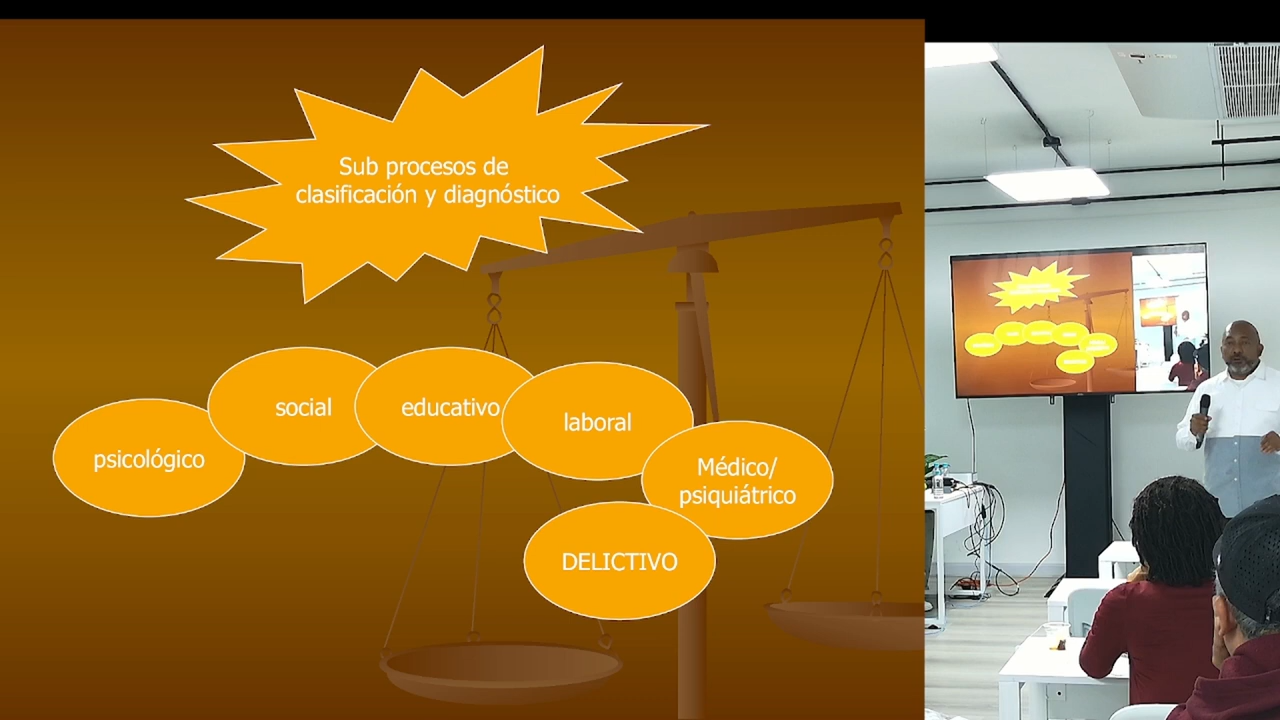 Sub procesos de
clasificación y diagnóstico
psicológico
social
educativo
laboral
Médico/
psiquiátrico
DELICTIVO